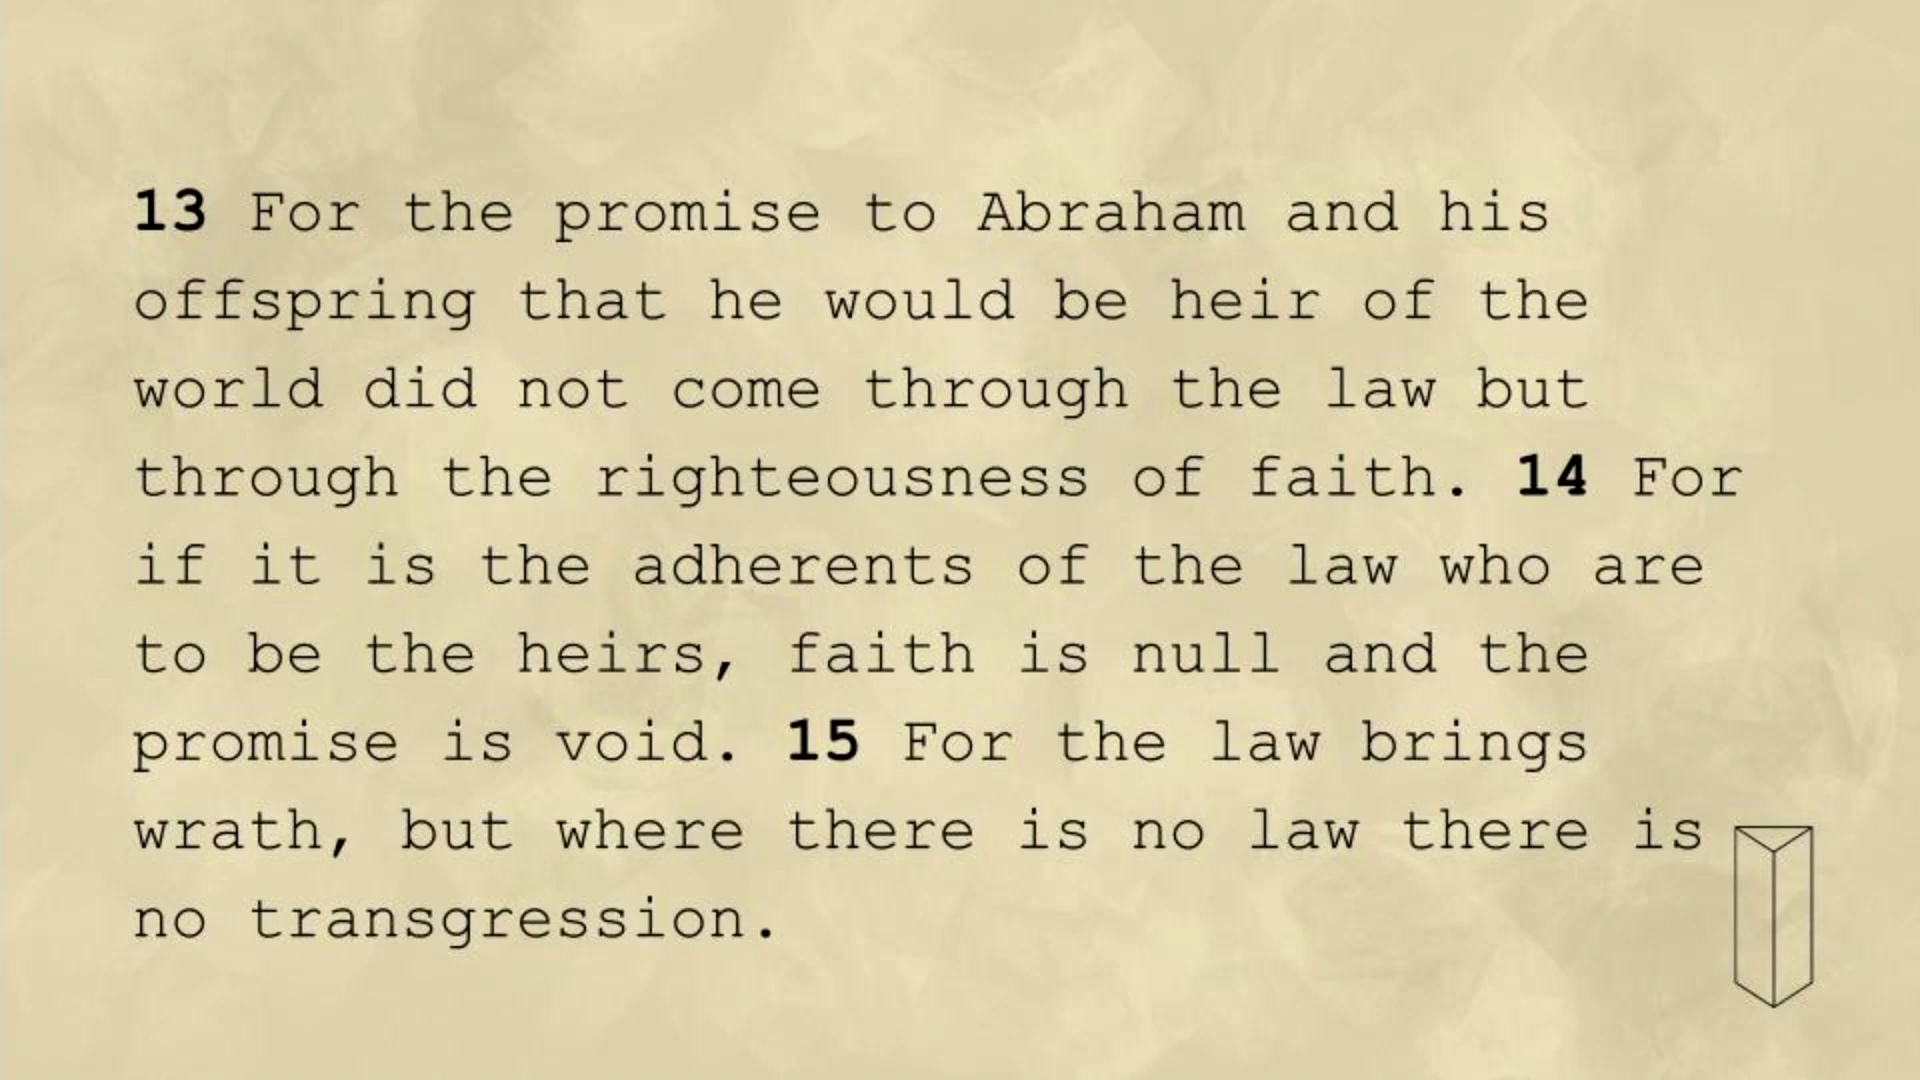 13 For the promise to Abraham and his
offspring that he would be heir of the
world did not come through the law but
through the righteousness of faith. 14 For
if it is the adherents of the law who are
to be the heirs, faith is null and the
promise is void. 15 For the law brings
wrath, but where there is no law there is
no transgression.